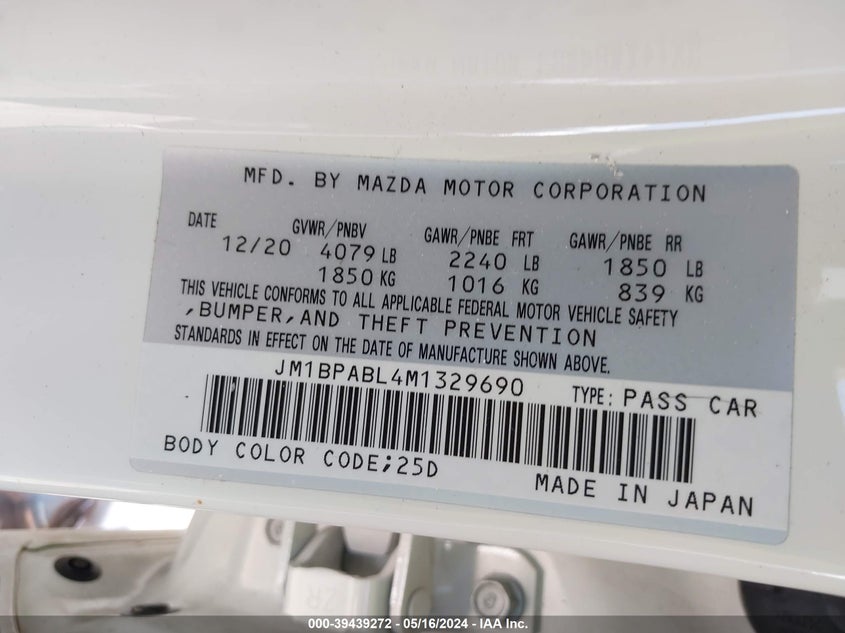 MFD. BY MAZDA MOTOR CORPORATION
DATE GVWR/PNBV GAWR/PNBE FRT GAWR/PNBE RR
12/20 4079 LB 2240 LB 1850 LB
1850 KG 1016 KG 839 KG
THIS VEHICLE CONFORMS TO ALL APPLICABLE FEDERAL MOTOR VEHICLE SAFETY
,BUMPER,AND THEFT PREVENTION
STANDARDS IN EFFECT ON THE DATE OF MANUFACTURE SHOWN ABOVE.
JM1BPABL4M1329690 TYPE: PASS CAR
BODY COLOR CODE;25D
MADE IN JAPAN
000-39439272 - 05/16/2024 - IAA Inc.